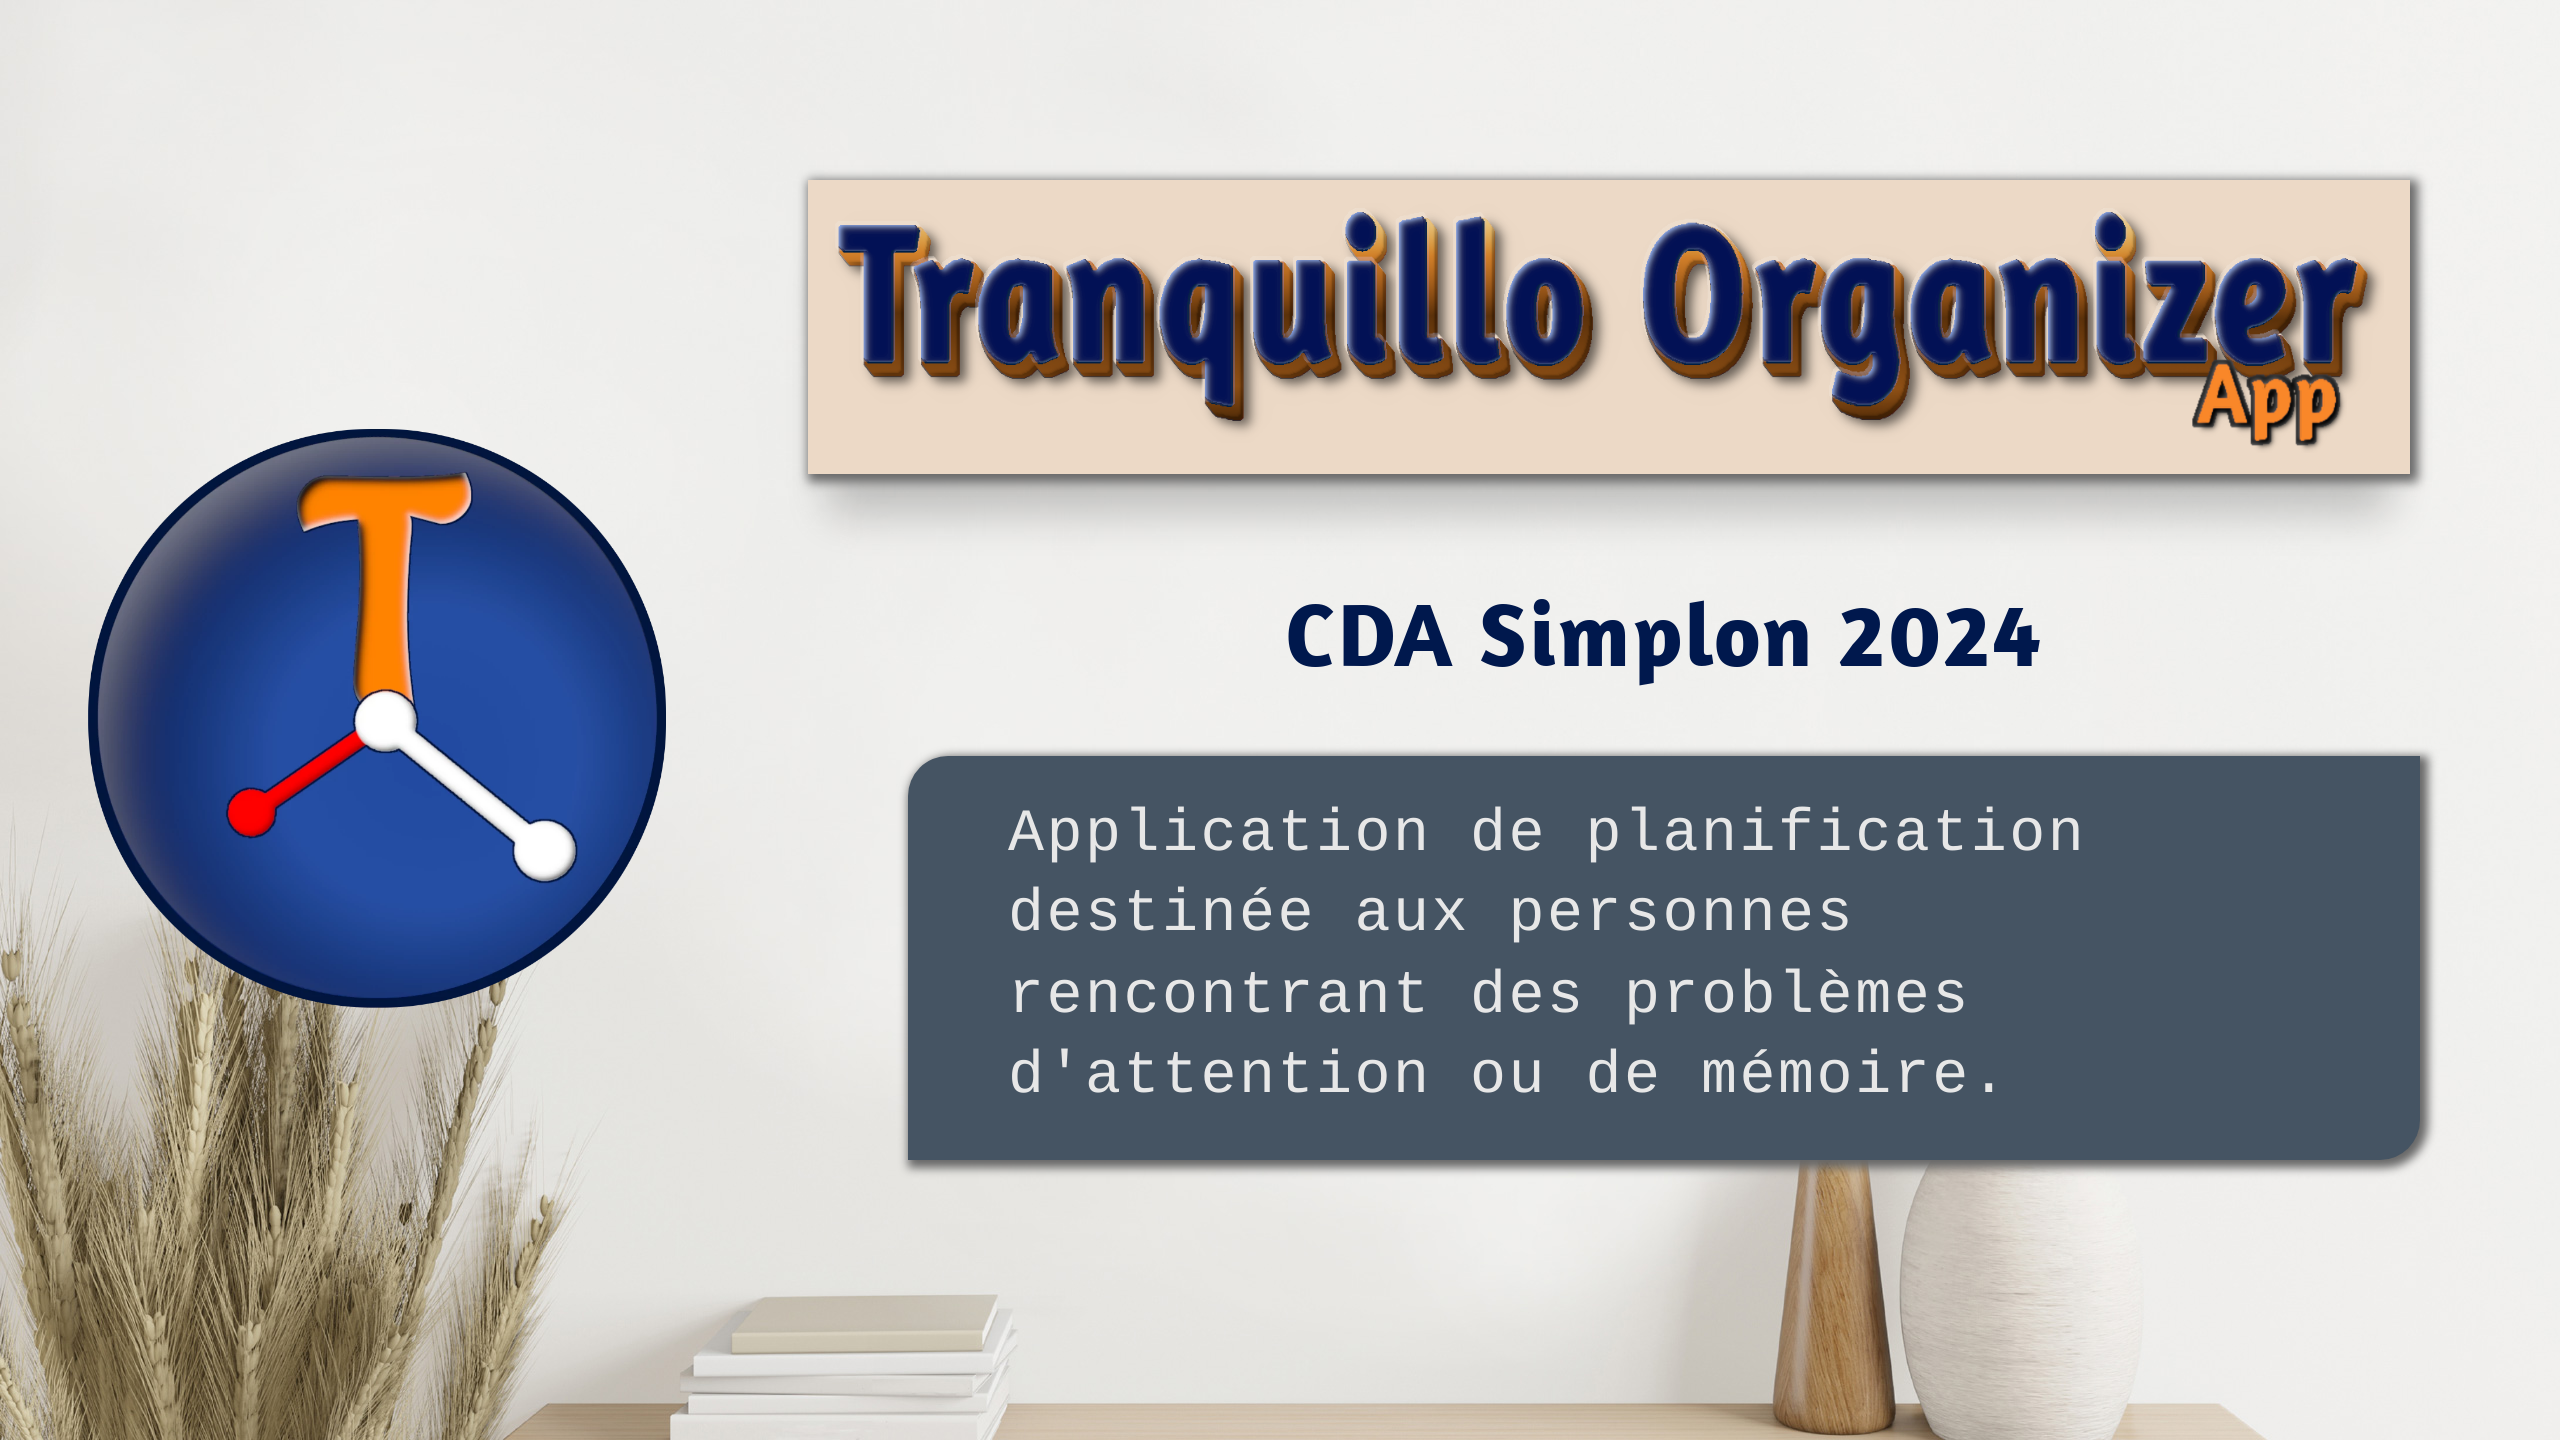 Tranquillo Organizer
App
T
CDA Simplon 2024
Application de planification
destinée aux personnes
rencontrant des problèmes
d'attention ou de mémoire.